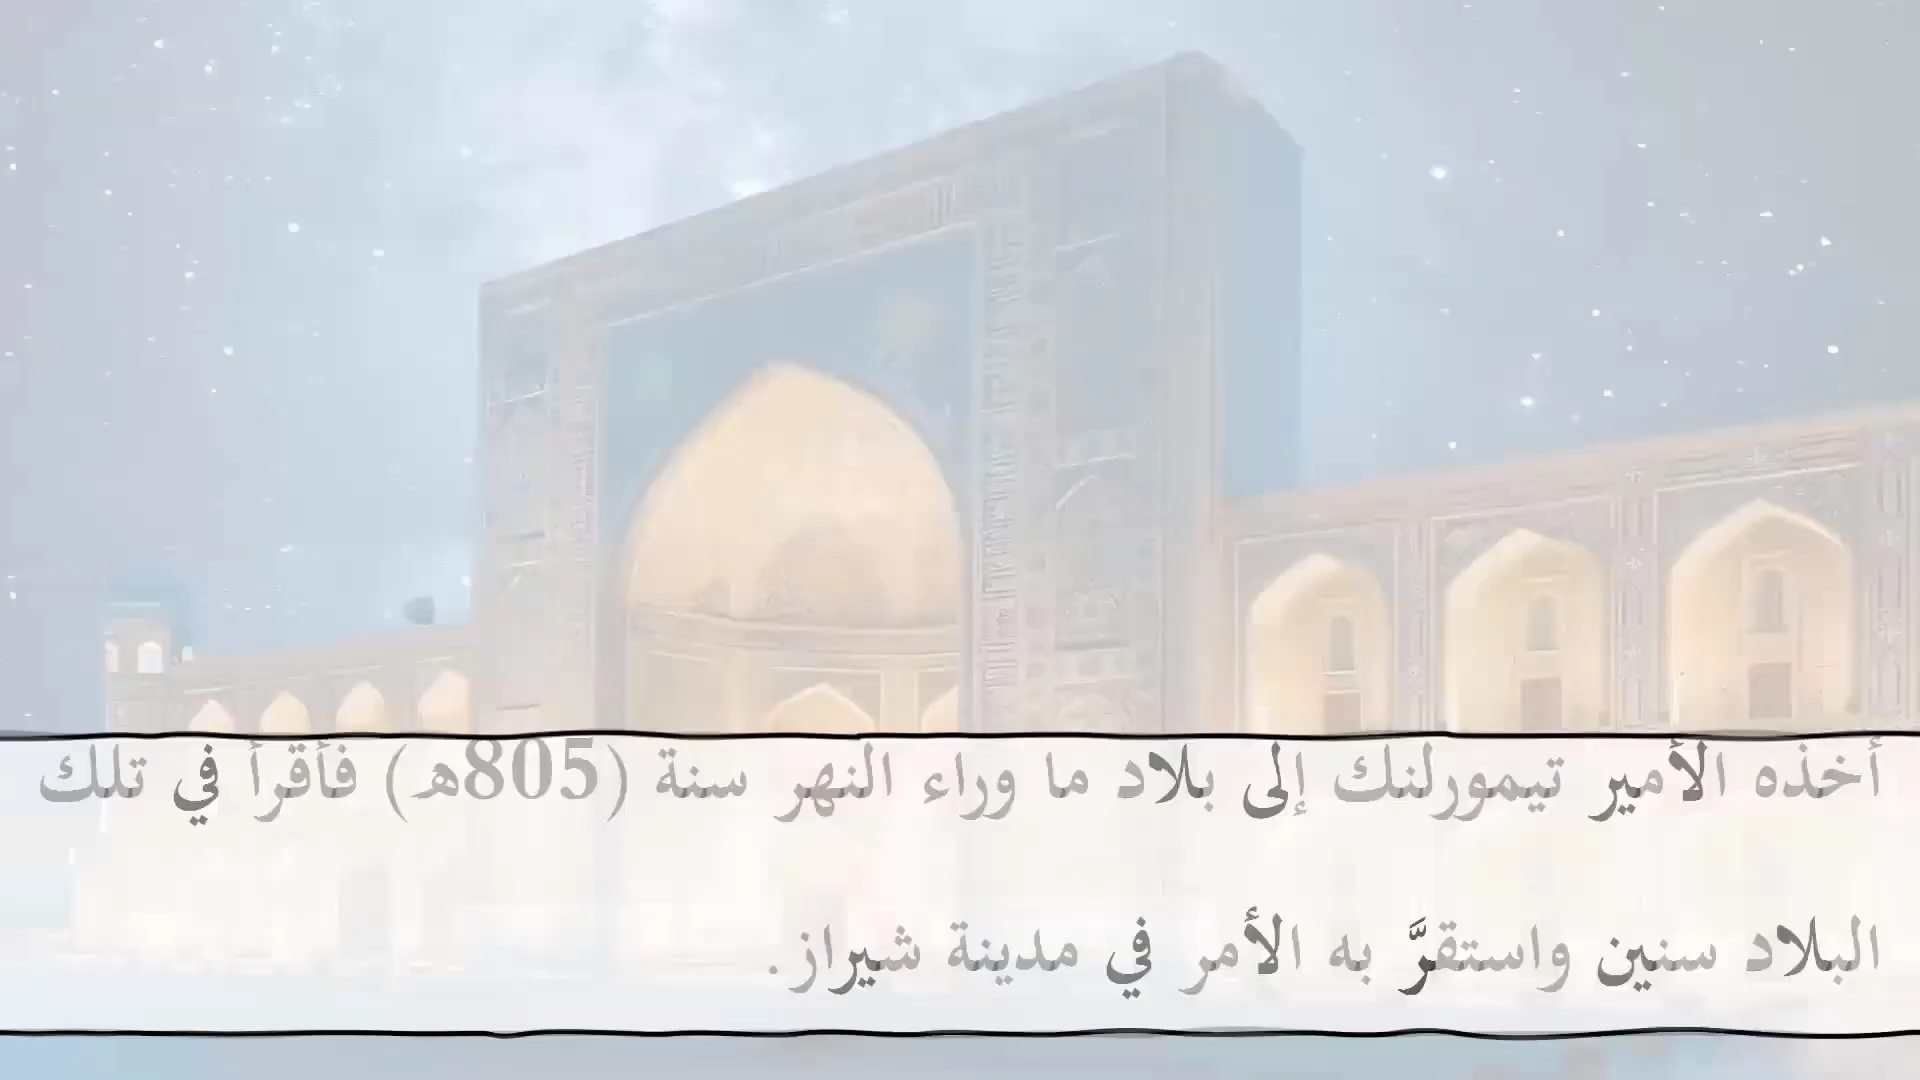 أخذه الأمير تيمورلنك إلى بلاد ما وراء النهر سنة (805هـ) فأقرأ في تلك
البلاد سنين واستقرَّ به الأمر في مدينة شيراز.